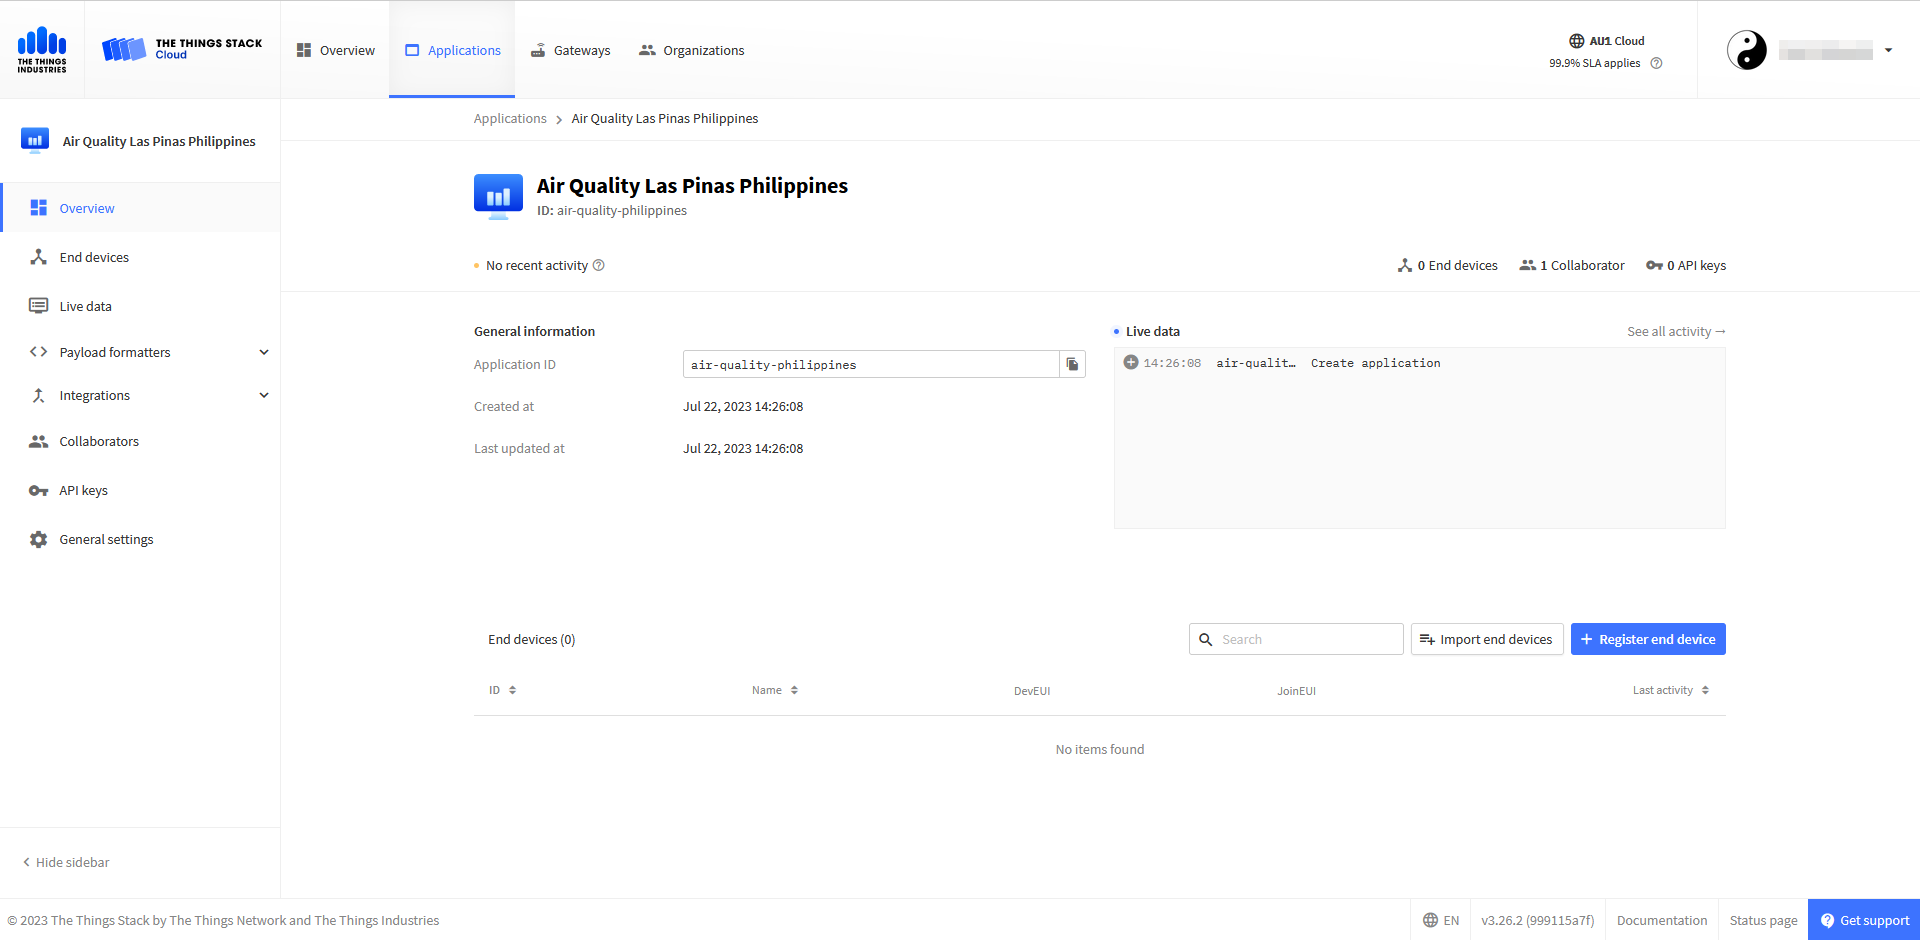 THE THINGS
INDUSTRIES
THE THINGS STACK
Cloud
Overview
Applications
Gateways
Organizations
AU1 Cloud
99.9% SLA applies
Air Quality Las Pinas Philippines
Overview
End devices
Live data
Payload formatters
Integrations
Collaborators
API keys
General settings
Hide sidebar
Applications > Air Quality Las Pinas Philippines
Air Quality Las Pinas Philippines
ID: air-quality-philippines
No recent activity
0 End devices
1 Collaborator
0 API keys
General information
Application ID
air-quality-philippines
Created at
Jul 22, 2023 14:26:08
Last updated at
Jul 22, 2023 14:26:08
Live data
See all activity →
14:26:08 air-qualit… Create application
End devices (0)
Search
Import end devices
+ Register end device
ID
Name
DevEUI
JoinEUI
Last activity
No items found
© 2023 The Things Stack by The Things Network and The Things Industries
EN
v3.26.2 (999115a7f)
Documentation
Status page
Get support